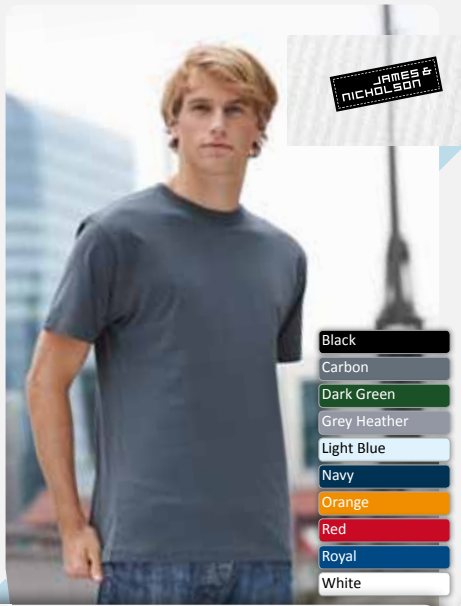 JAMES &
NICHOLSON
Black
Carbon
Dark Green
Grey Heather
Light Blue
Navy
Orange
Red
Royal
White